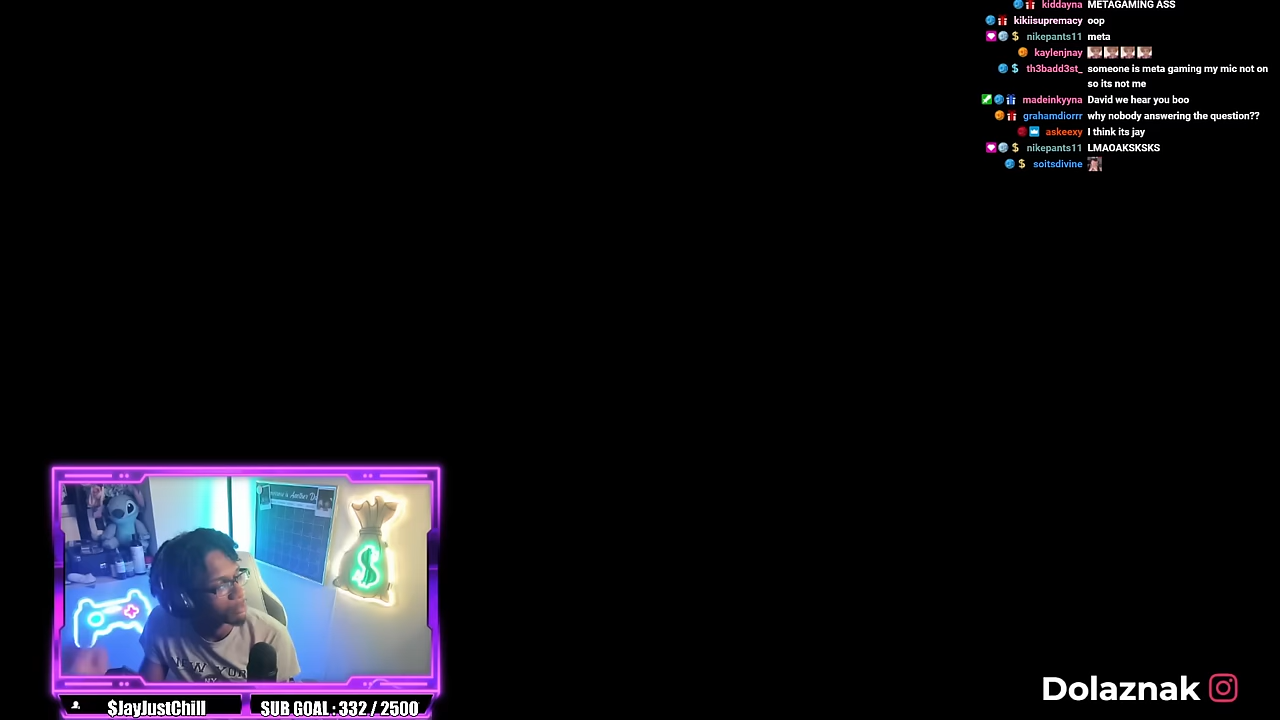 kiddayna METAGAMING ASS
kikiisupremacy oop
nikepants11 meta
kaylenjnay
th3badd3st_ someone is meta gaming my mic not on
so its not me
madeinkyyna David we hear you boo
grahamdiorrr why nobody answering the question??
askeexy I think its jay
nikepants11 LMAOAKSKSKS
soitsdivine
NEW YORK
$JayJustChill
SUB GOAL : 332 / 2500
Dolaznak